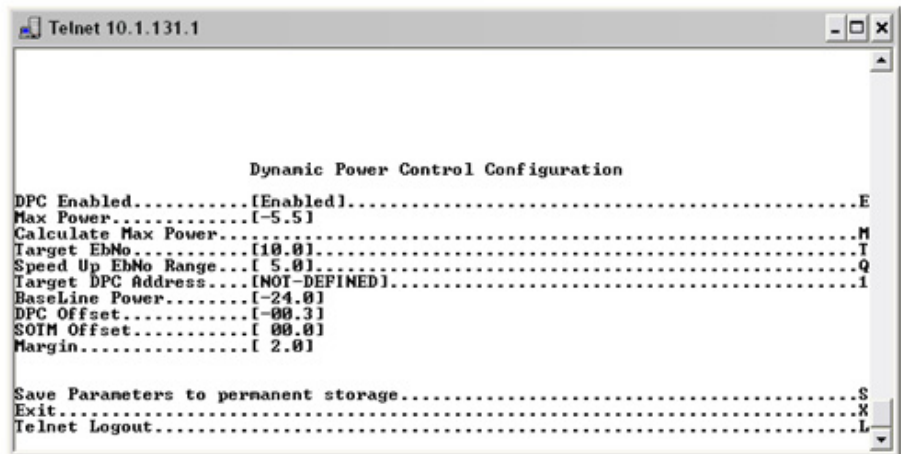 Telnet 10.1.131.1
Dynamic Power Control Configuration
DPC Enabled...........[Enabled]......................................................E
Max Power.............[-5.5]
Calculate Max Power..........................................................M
Target EbNo...........[10.0].........................................................T
Speed Up EbNo Range...[ 5.0].........................................................Q
Target DPC Address....[NOT-DEFINED]..................................................1
BaseLine Power........[-24.0]
DPC Offset............[-00.3]
SOTM Offset...........[ 00.0]
Margin................[ 2.0]
Save Parameters to permanent storage.........................................S
Exit.........................................................................X
Telnet Logout................................................................L